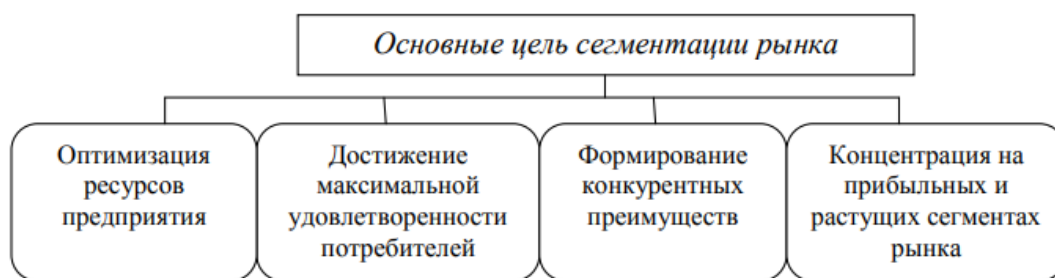 Основные цель сегментации рынка
Оптимизация
ресурсов
предприятия
Достижение
максимальной
удовлетворенности
потребителей
Формирование
конкурентных
преимуществ
Концентрация на
прибыльных и
растущих сегментах
рынка